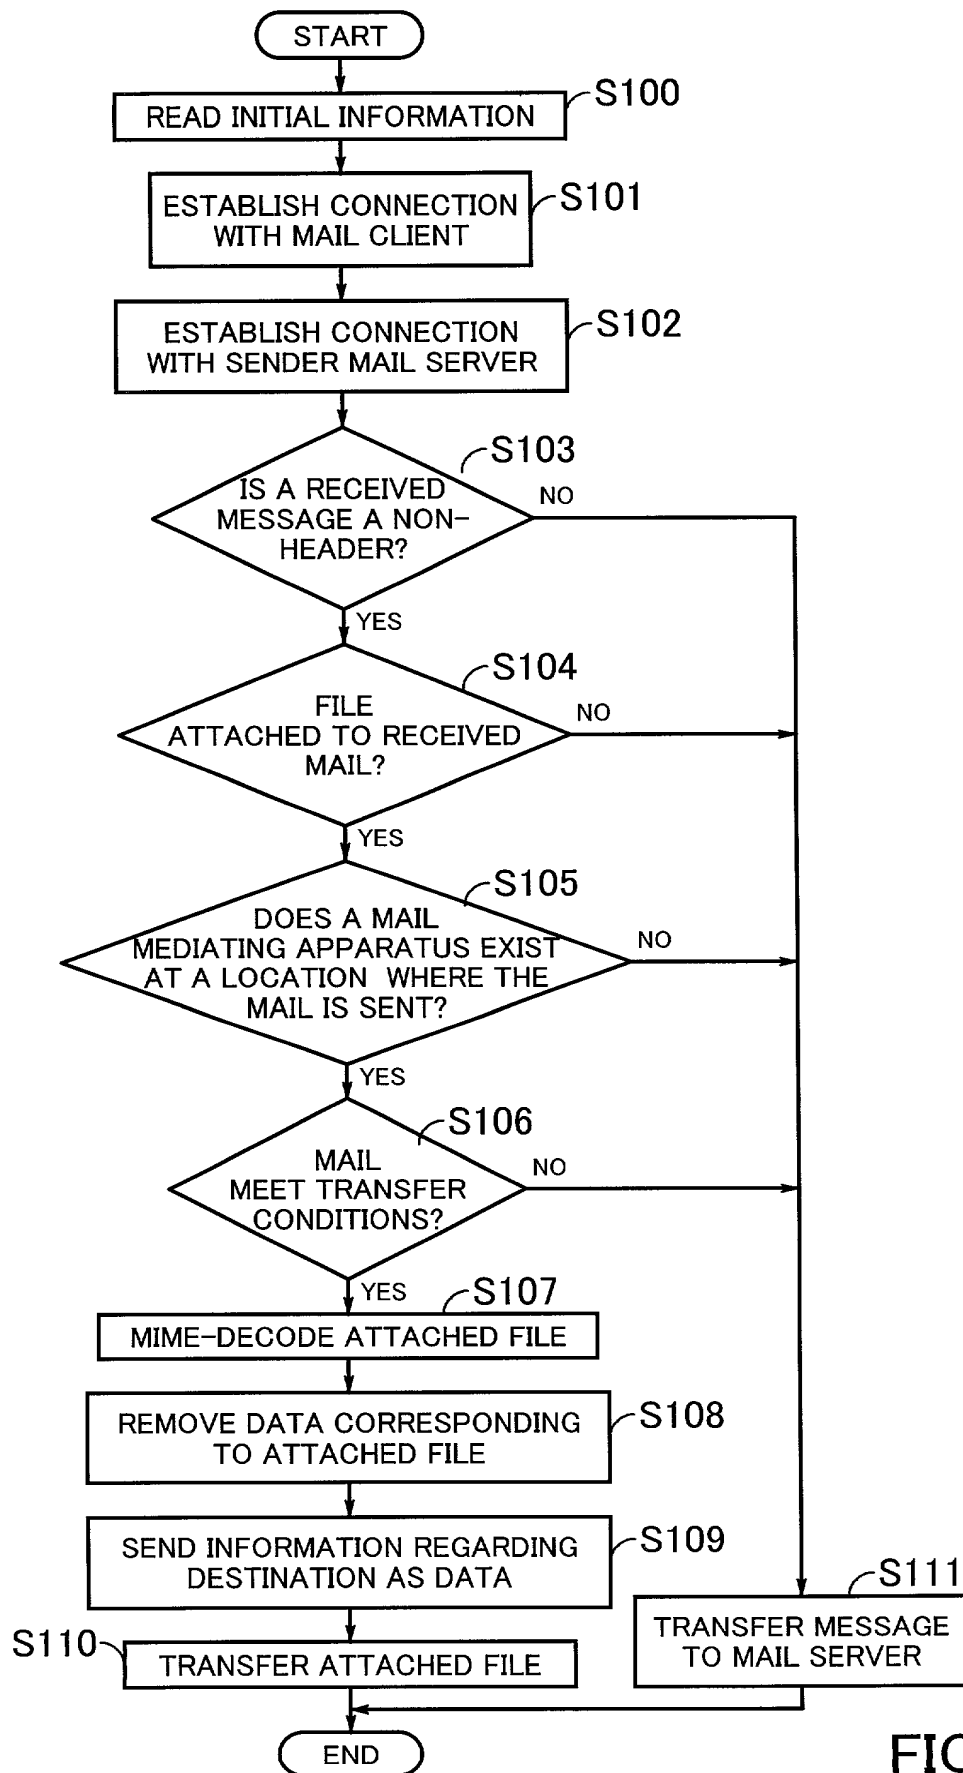 START
S100
READ INITIAL INFORMATION
S101
ESTABLISH CONNECTION
WITH MAIL CLIENT
S102
ESTABLISH CONNECTION
WITH SENDER MAIL SERVER
S103
IS A RECEIVED
MESSAGE A NON-
HEADER?
NO
YES
S104
FILE
ATTACHED TO RECEIVED
MAIL?
NO
YES
S105
DOES A MAIL
MEDIATING APPARATUS EXIST
AT A LOCATION WHERE THE
MAIL IS SENT?
NO
YES
S106
MAIL
MEET TRANSFER
CONDITIONS?
NO
YES
S107
MIME-DECODE ATTACHED FILE
S108
REMOVE DATA CORRESPONDING
TO ATTACHED FILE
S109
SEND INFORMATION REGARDING
DESTINATION AS DATA
S110
TRANSFER ATTACHED FILE
S111
TRANSFER MESSAGE
TO MAIL SERVER
END